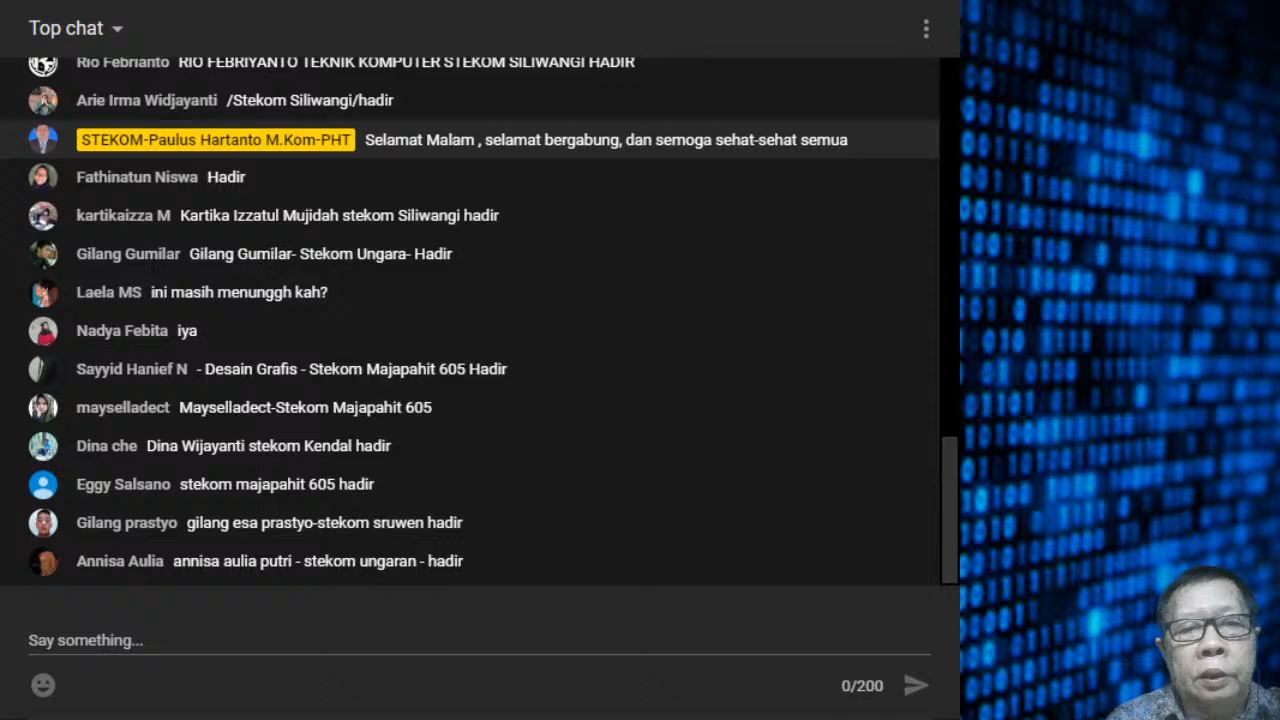 Top chat
Rio Febrianto RIO FEBRIYANTO TEKNIK KOMPUTER STEKOM SILIWANGI HADIR
Arie Irma Widjayanti /Stekom Siliwangi/hadir
STEKOM-Paulus Hartanto M.Kom-PHT Selamat Malam , selamat bergabung, dan semoga sehat-sehat semua
Fathinatun Niswa Hadir
kartikaizza M Kartika Izzatul Mujidah stekom Siliwangi hadir
Gilang Gumilar Gilang Gumilar- Stekom Ungara- Hadir
Laela MS ini masih menunggh kah?
Nadya Febita iya
Sayyid Hanief N - Desain Grafis - Stekom Majapahit 605 Hadir
mayselladect Mayselladect-Stekom Majapahit 605
Dina che Dina Wijayanti stekom Kendal hadir
Eggy Salsano stekom majapahit 605 hadir
Gilang prastyo gilang esa prastyo-stekom sruwen hadir
Annisa Aulia annisa aulia putri - stekom ungaran - hadir
Say something...
0/200